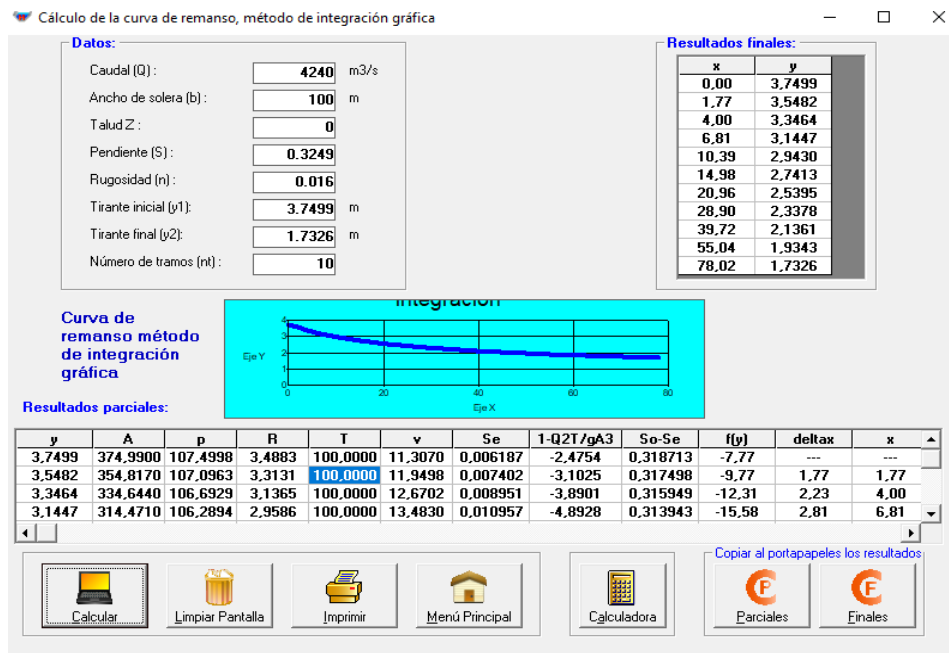 Cálculo de la curva de remanso, método de integración gráfica
Datos:
Caudal (Q) : 4240 m3/s
Ancho de solera (b) : 100 m
Talud Z : 0
Pendiente (S) : 0.3249
Rugosidad (n) : 0.016
Tirante inicial (y1): 3.7499 m
Tirante final (y2): 1.7326 m
Número de tramos (nt) : 10
Resultados finales:
x y
0,00 3,7499
1,77 3,5482
4,00 3,3464
6,81 3,1447
10,39 2,9430
14,98 2,7413
20,96 2,5395
28,90 2,3378
39,72 2,1361
55,04 1,9343
78,02 1,7326
Curva de
remanso método
de integración
gráfica
Integración
Eje Y
4
3
2
1
0
0 20 40 60 80
Eje X
Resultados parciales:
y A p R T v Se 1-Q2T/gA3 So-Se f(y) deltax x
3,7499 374,9900 107,4998 3,4883 100,0000 11,3070 0,006187 -2,4754 0,318713 -7,77 --- ---
3,5482 354,8170 107,0963 3,3131 100,0000 11,9498 0,007402 -3,1025 0,317498 -9,77 1,77 1,77
3,3464 334,6440 106,6929 3,1365 100,0000 12,6702 0,008951 -3,8901 0,315949 -12,31 2,23 4,00
3,1447 314,4710 106,2894 2,9586 100,0000 13,4830 0,010957 -4,8928 0,313943 -15,58 2,81 6,81
Calcular
Limpiar Pantalla
Imprimir
Menú Principal
Calculadora
Copiar al portapapeles los resultados
P
Parciales
F
Finales